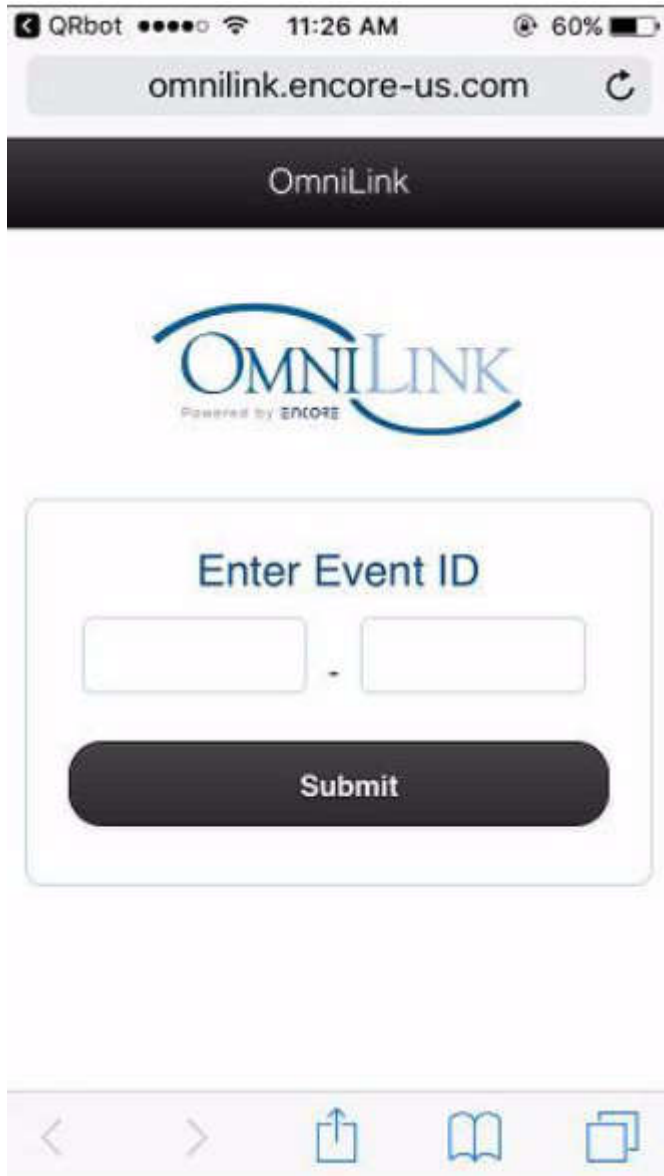 QRbot 11:26 AM 60%
omnilink.encore-us.com
OmniLink
OMNILINK
Powered by ENCORE
Enter Event ID
-
Submit